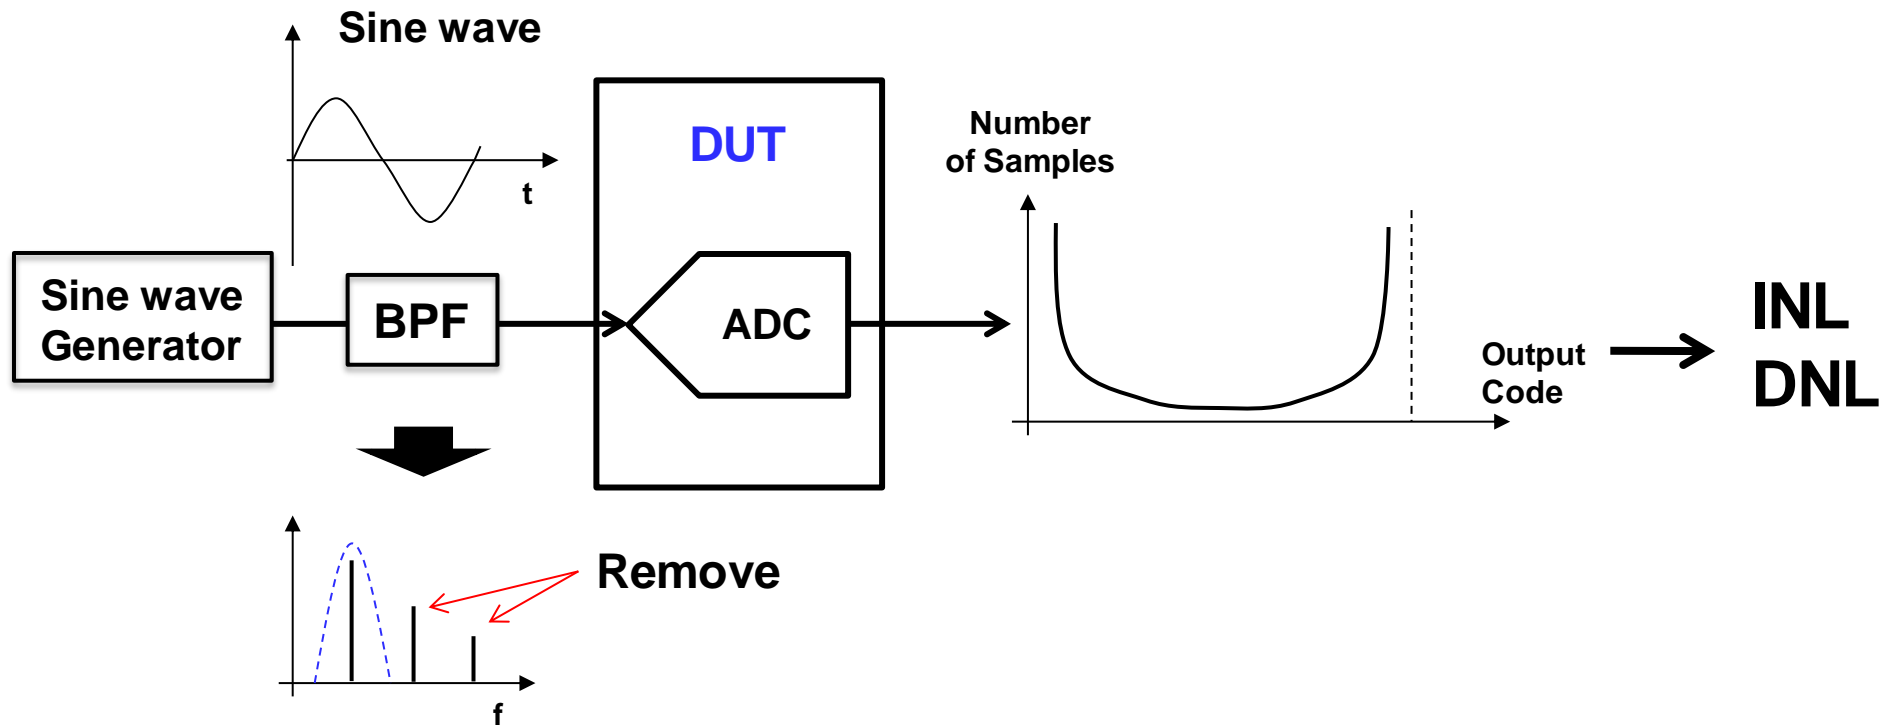 Sine wave
t
Sine wave
Generator
BPF
DUT
ADC
Number
of Samples
Output
Code
INL
DNL
Remove
f